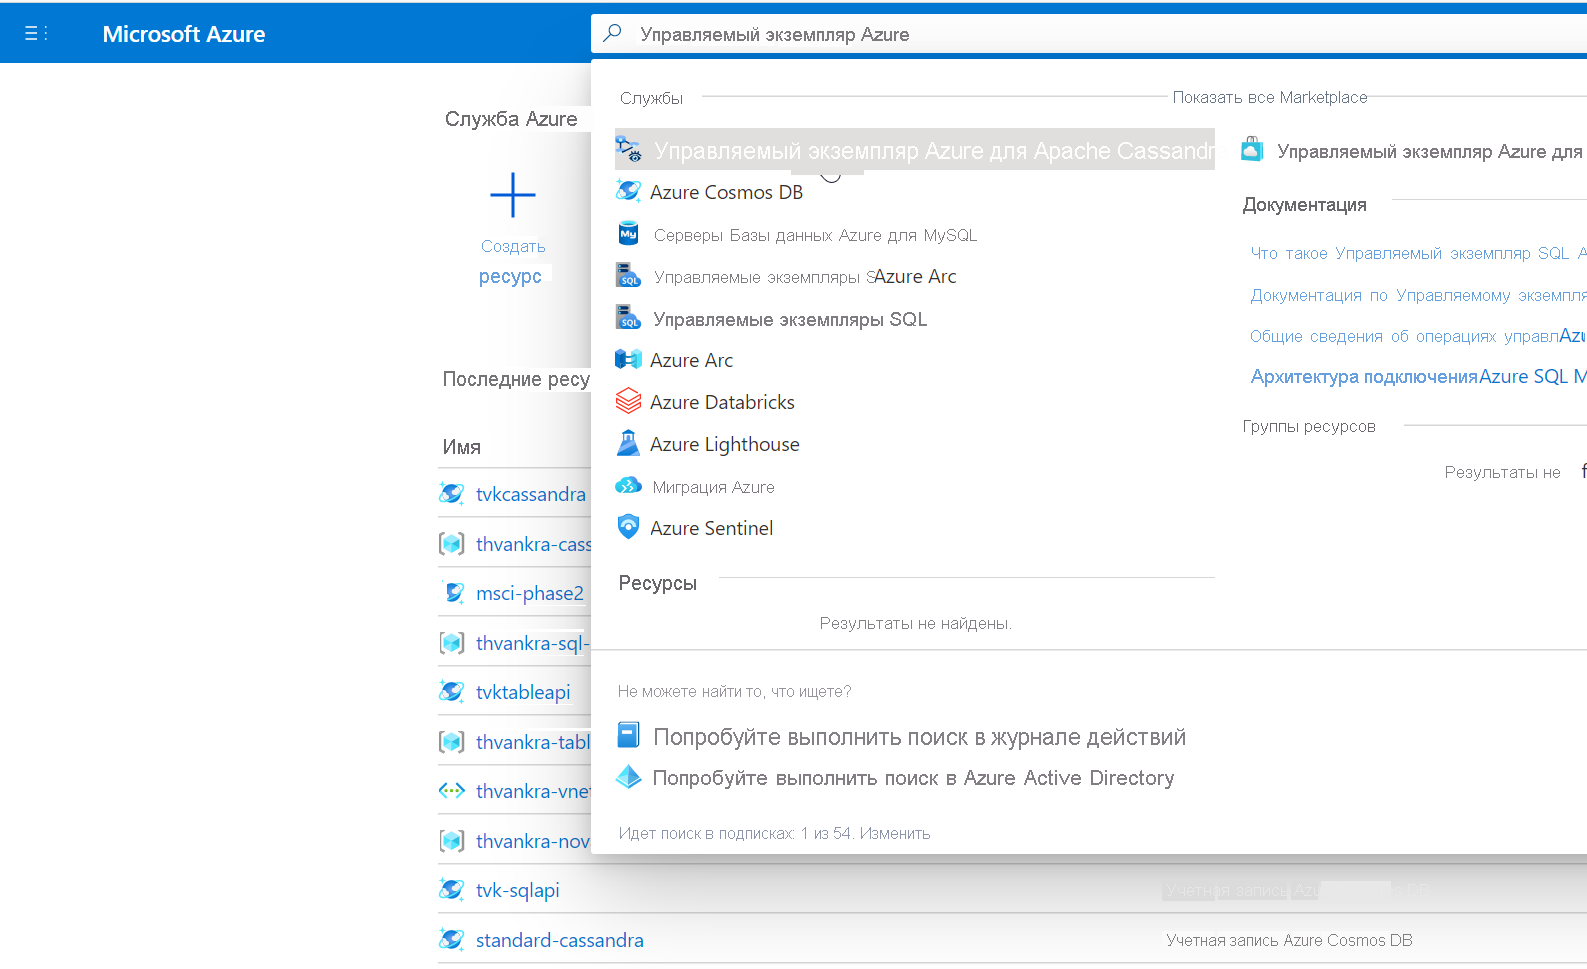 Microsoft Azure
Управляемый экземпляр Azure
Служба Azure
Создать
ресурс
Последние ресу
Имя
tvkcassandra
thvankra-cass
msci-phase2
thvankra-sql-
tvktableapi
thvankra-tabl
thvankra-vne
thvankra-nov
tvk-sqlapi
standard-cassandra
Учетная запись Azure Cosmos DB
Службы
Управляемый экземпляр Azure для Apache Cassandr
Azure Cosmos DB
Серверы Базы данных Azure для MySQL
Управляемые экземпляры SAzure Arc
Управляемые экземпляры SQL
Azure Arc
Azure Databricks
Azure Lighthouse
Миграция Azure
Azure Sentinel
Ресурсы
Результаты не найдены.
Показать все Marketplace
Управляемый экземпляр Azure для
Документация
Что такое Управляемый экземпляр SQL A
Документация по Управляемому экземпля
Общие сведения об операциях управлAzu
Архитектура подключенияAzure SQL M
Группы ресурсов
Результаты не f
Не можете найти то, что ищете?
Попробуйте выполнить поиск в журнале действий
Попробуйте выполнить поиск в Azure Active Directory
Идет поиск в подписках: 1 из 54. Изменить